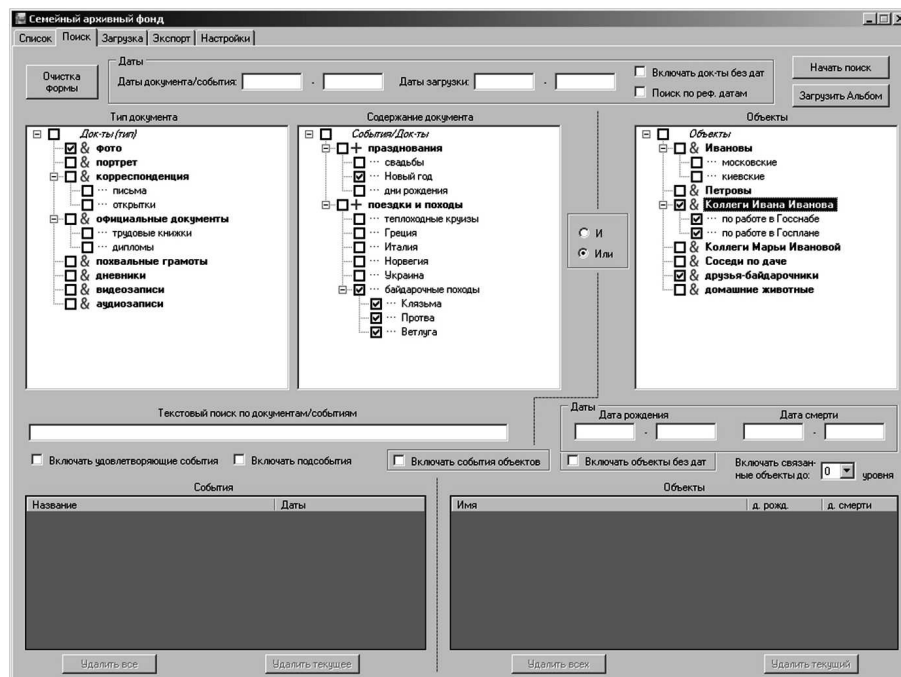 Семейный архивный фонд
Список Поиск Загрузка Экспорт Настройки
Очистка формы
Даты
Даты документа/события: - Даты загрузки: -
Включать док-ты без дат
Поиск по реф. датам
Начать поиск
Загрузить Альбом
Тип документа
Док-ты (тип)
& фото
& портрет
& корреспонденция
письма
открытки
& официальные документы
трудовые книжки
дипломы
& похвальные грамоты
& дневники
& видеозаписи
& аудиозаписи
Содержание документа
События/Док-ты
+ празднования
свадьбы
Новый год
дни рождения
+ поездки и походы
теплоходные круизы
Греция
Италия
Норвегия
Украина
байдарочные походы
Клязьма
Протва
Ветлуга
И
Или
Объекты
Объекты
& Ивановы
московские
киевские
& Петровы
& Коллеги Ивана Иванова
по работе в Госснабе
по работе в Госплане
& Коллеги Марьи Ивановой
& Соседи по даче
& друзья-байдарочники
& домашние животные
Текстовый поиск по документам/событиям
Включать удовлетворяющие события Включать подсобытия Включать события объектов
Даты
Дата рождения Дата смерти
- -
Включать объекты без дат
Включать связан-
ные объекты до: 0 уровня
События
Название Даты
Удалить все Удалить текущее
Объекты
Имя д. рожд. д. смерти
Удалить всех Удалить текущий